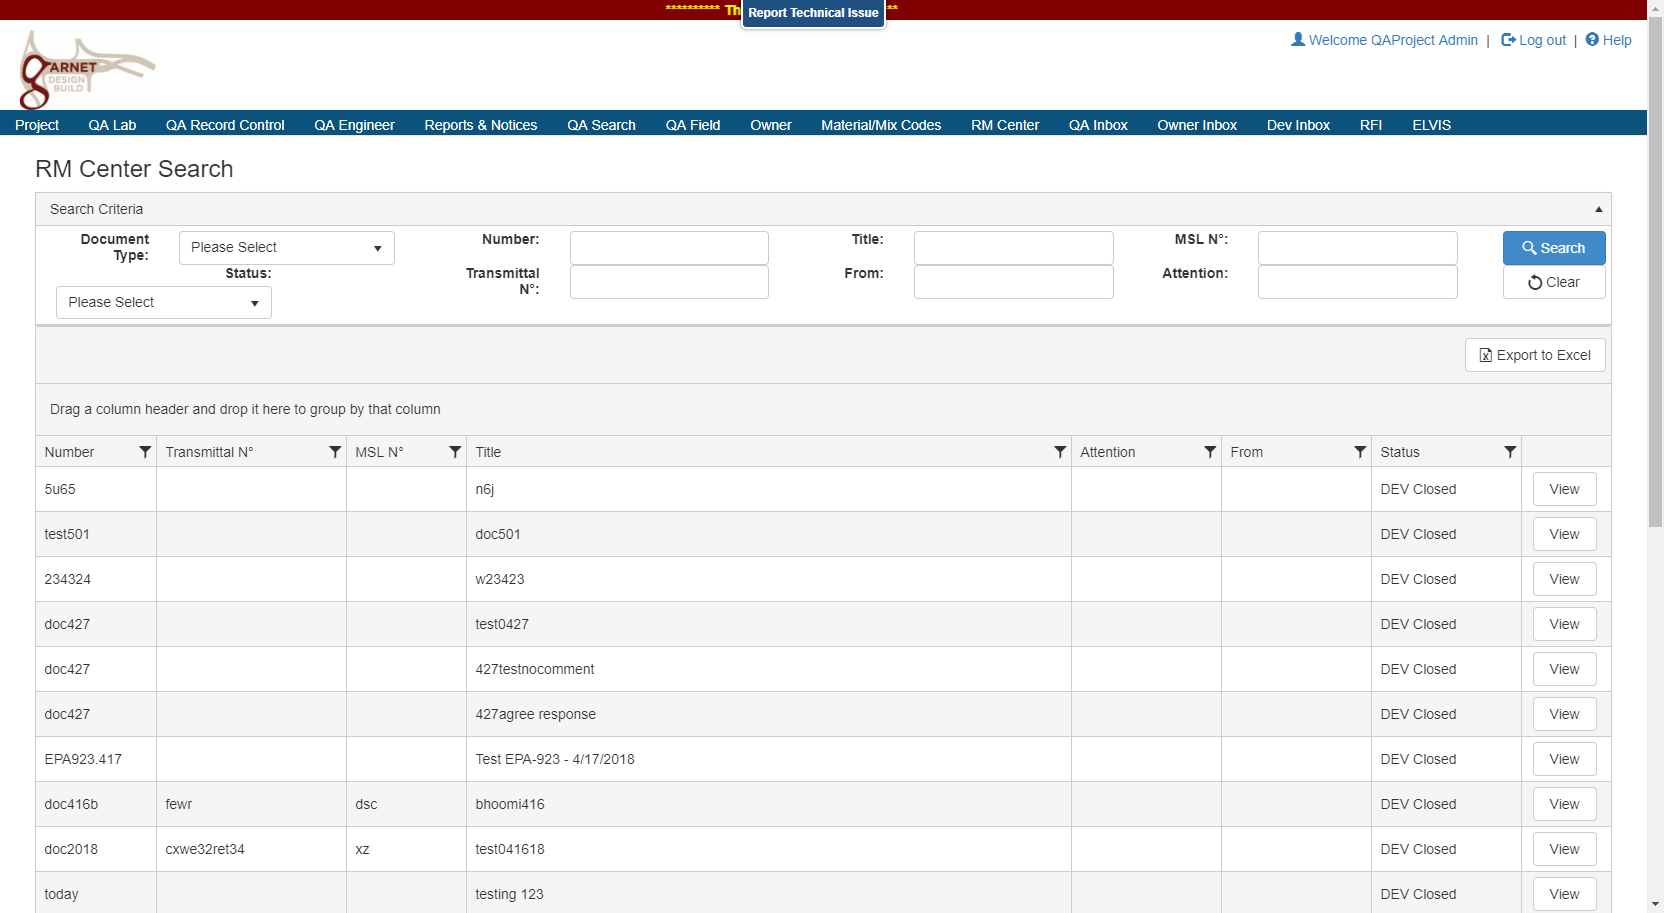 ********** Th
**
Report Technical Issue
Welcome QAProject Admin | Log out | Help
gARNET
DESIGN
BUILD
Project QA Lab QA Record Control QA Engineer Reports & Notices QA Search QA Field Owner Material/Mix Codes RM Center QA Inbox Owner Inbox Dev Inbox RFI ELVIS
RM Center Search
Search Criteria
Document Type: Please Select Number: Title: MSL N°: Search
Status: Please Select Transmittal N°: From: Attention: Clear
Export to Excel
Drag a column header and drop it here to group by that column
Number Transmittal N° MSL N° Title Attention From Status
5u65 n6j DEV Closed View
test501 doc501 DEV Closed View
234324 w23423 DEV Closed View
doc427 test0427 DEV Closed View
doc427 427testnocomment DEV Closed View
doc427 427agree response DEV Closed View
EPA923.417 Test EPA-923 - 4/17/2018 DEV Closed View
doc416b fewr dsc bhoomi416 DEV Closed View
doc2018 cxwe32ret34 xz test041618 DEV Closed View
today testing 123 DEV Closed View